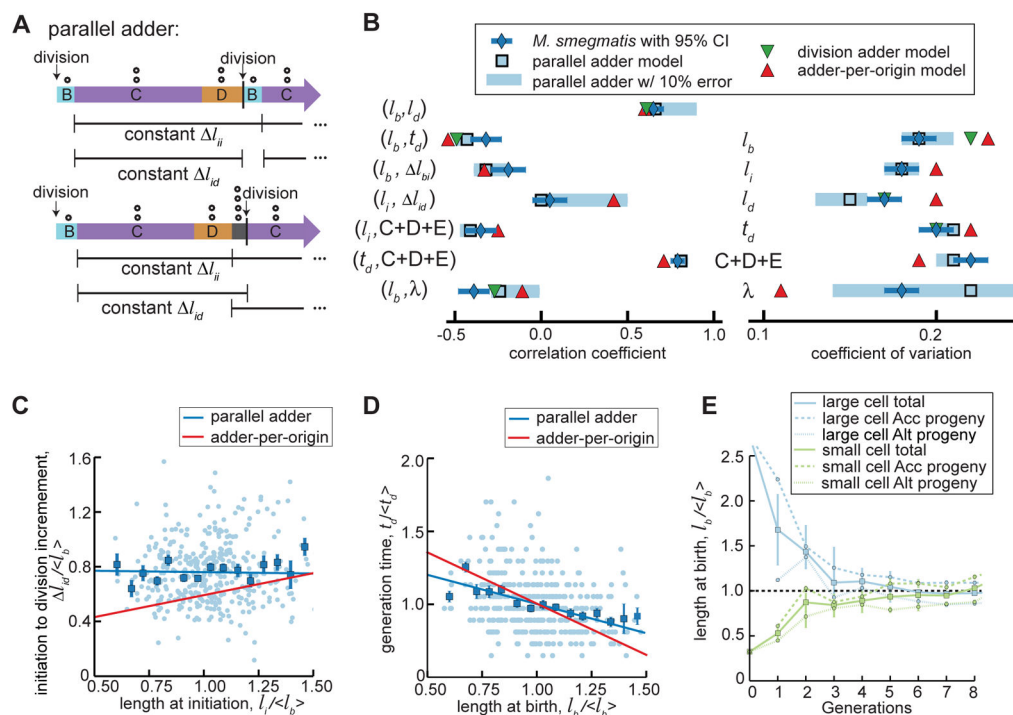 A
parallel adder:
division
division
B
C
D
B
C
constant Δl_ii
...
constant Δl_id
...
division
division
B
C
D
C
constant Δl_ii
...
constant Δl_id
...
B
M. smegmatis with 95% CI
parallel adder model
parallel adder w/ 10% error
division adder model
adder-per-origin model
(l_b, l_d)
(l_b, t_d)
(l_b, Δl_bi)
(l_i, Δl_id)
(l_i, C+D+E)
(t_d, C+D+E)
(l_b, λ)
-0.5 0.0 0.5 1.0
correlation coefficient
l_b
l_i
l_d
t_d
C+D+E
λ
0.1 0.2
coefficient of variation
C
parallel adder
adder-per-origin
initiation to division increment,
Δl_id/<l_b>
1.6
1.2
0.8
0.4
0
0.50 0.75 1.00 1.25 1.50
length at initiation, l_i/<l_b>
D
parallel adder
adder-per-origin
generation time, t_d/<t_d>
2.0
1.5
1.0
0.5
0.50 0.75 1.00 1.25 1.50
length at birth, l_b/<l_b>
E
large cell total
large cell Acc progeny
large cell Alt progeny
small cell total
small cell Acc progeny
small cell Alt progeny
length at birth, l_b/<l_b>
2.5
2.0
1.5
1.0
0.5
0
0 1 2 3 4 5 6 7 8
Generations